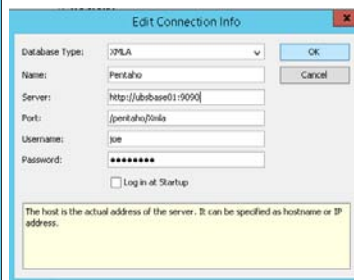 Edit Connection Info
x
Database Type: XMLA OK
Name: Pentaho Cancel
Server: http://ubsbase01:9090
Port: /pentaho/Xmla
Username: joe
Password: ●●●●●●●●
Log in at Startup
The host is the actual address of the server. It can be specified as hostname or IP
address.